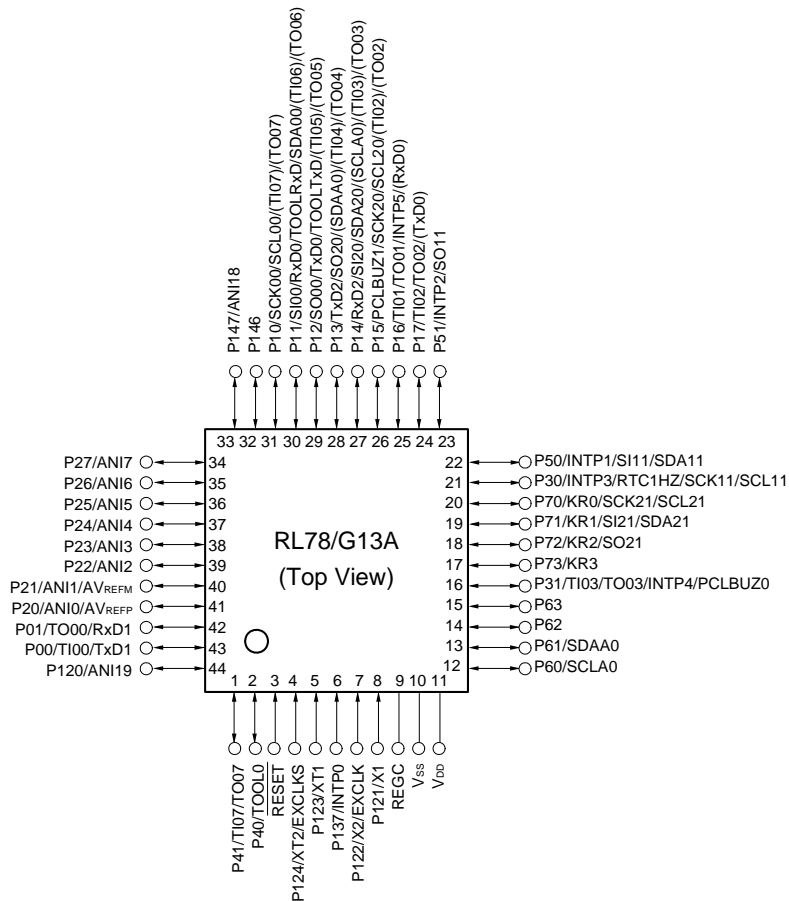 P147/ANI18
P146
P10/SCK00/SCL00/(TI07)/(TO07)
P11/SI00/RxD0/TOOLRxD/SDA00/(TI06)/(TO06)
P12/SO00/TxD0/TOOLTxD/(TI05)/(TO05)
P13/TxD2/SO20/(SDAA0)/(TI04)/(TO04)
P14/RxD2/SI20/SDA20/(SCLA0)/(TI03)/(TO03)
P15/PCLBUZ1/SCK20/SCL20/(TI02)/(TO02)
P16/TI01/TO01/INTP5/(RxD0)
P17/TI02/TO02/(TxD0)
P51/INTP2/SO11
33 32 31 30 29 28 27 26 25 24 23
P27/ANI7 34
P26/ANI6 35
P25/ANI5 36
P24/ANI4 37
P23/ANI3 38
P22/ANI2 39
P21/ANI1/AVREFM 40
P20/ANI0/AVREFP 41
P01/TO00/RxD1 42
P00/TI00/TxD1 43
P120/ANI19 44
RL78/G13A
(Top View)
22 P50/INTP1/SI11/SDA11
21 P30/INTP3/RTC1HZ/SCK11/SCL11
20 P70/KR0/SCK21/SCL21
19 P71/KR1/SI21/SDA21
18 P72/KR2/SO21
17 P73/KR3
16 P31/TI03/TO03/INTP4/PCLBUZ0
15 P63
14 P62
13 P61/SDAA0
12 P60/SCLA0
1 2 3 4 5 6 7 8 9 10 11
P41/TI07/TO07
P40/TOOL0
RESET
P124/XT2/EXCLKS
P123/XT1
P137/INTP0
P122/X2/EXCLK
P121/X1
REGC
VSS
VDD